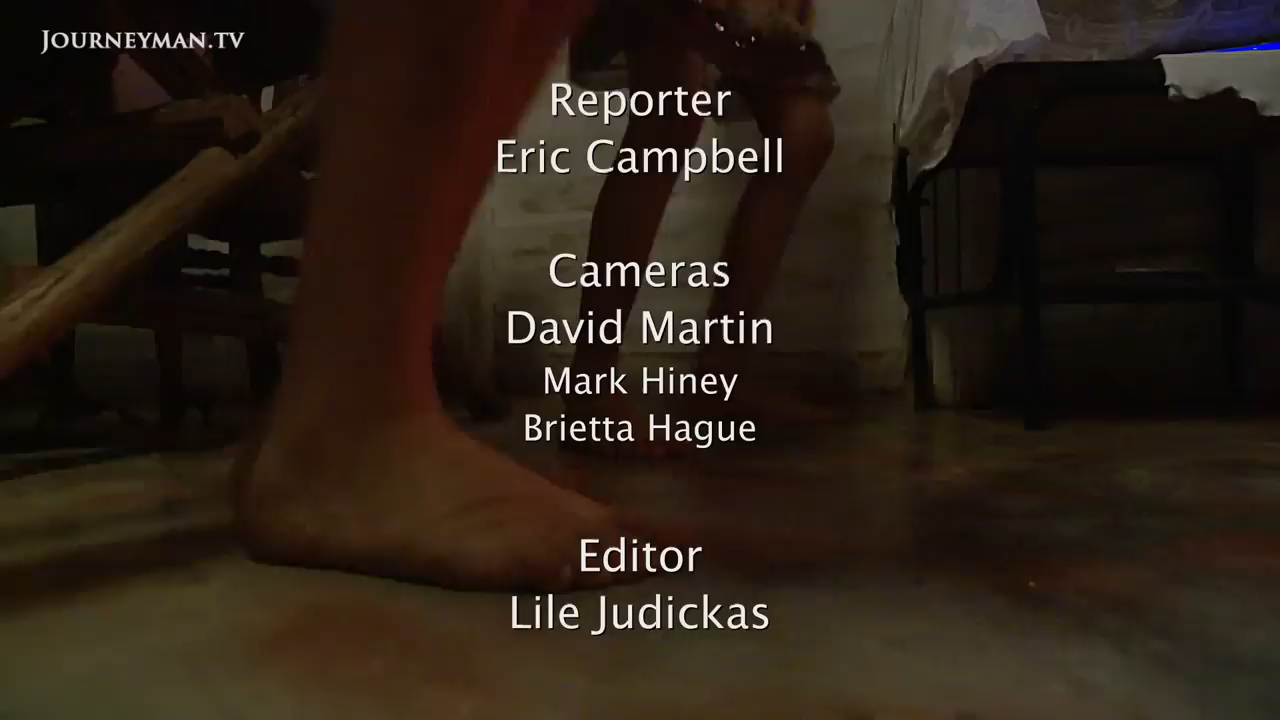 JOURNEYMAN.TV
Reporter
Eric Campbell
Cameras
David Martin
Mark Hiney
Brietta Hague
Editor
Lile Judickas